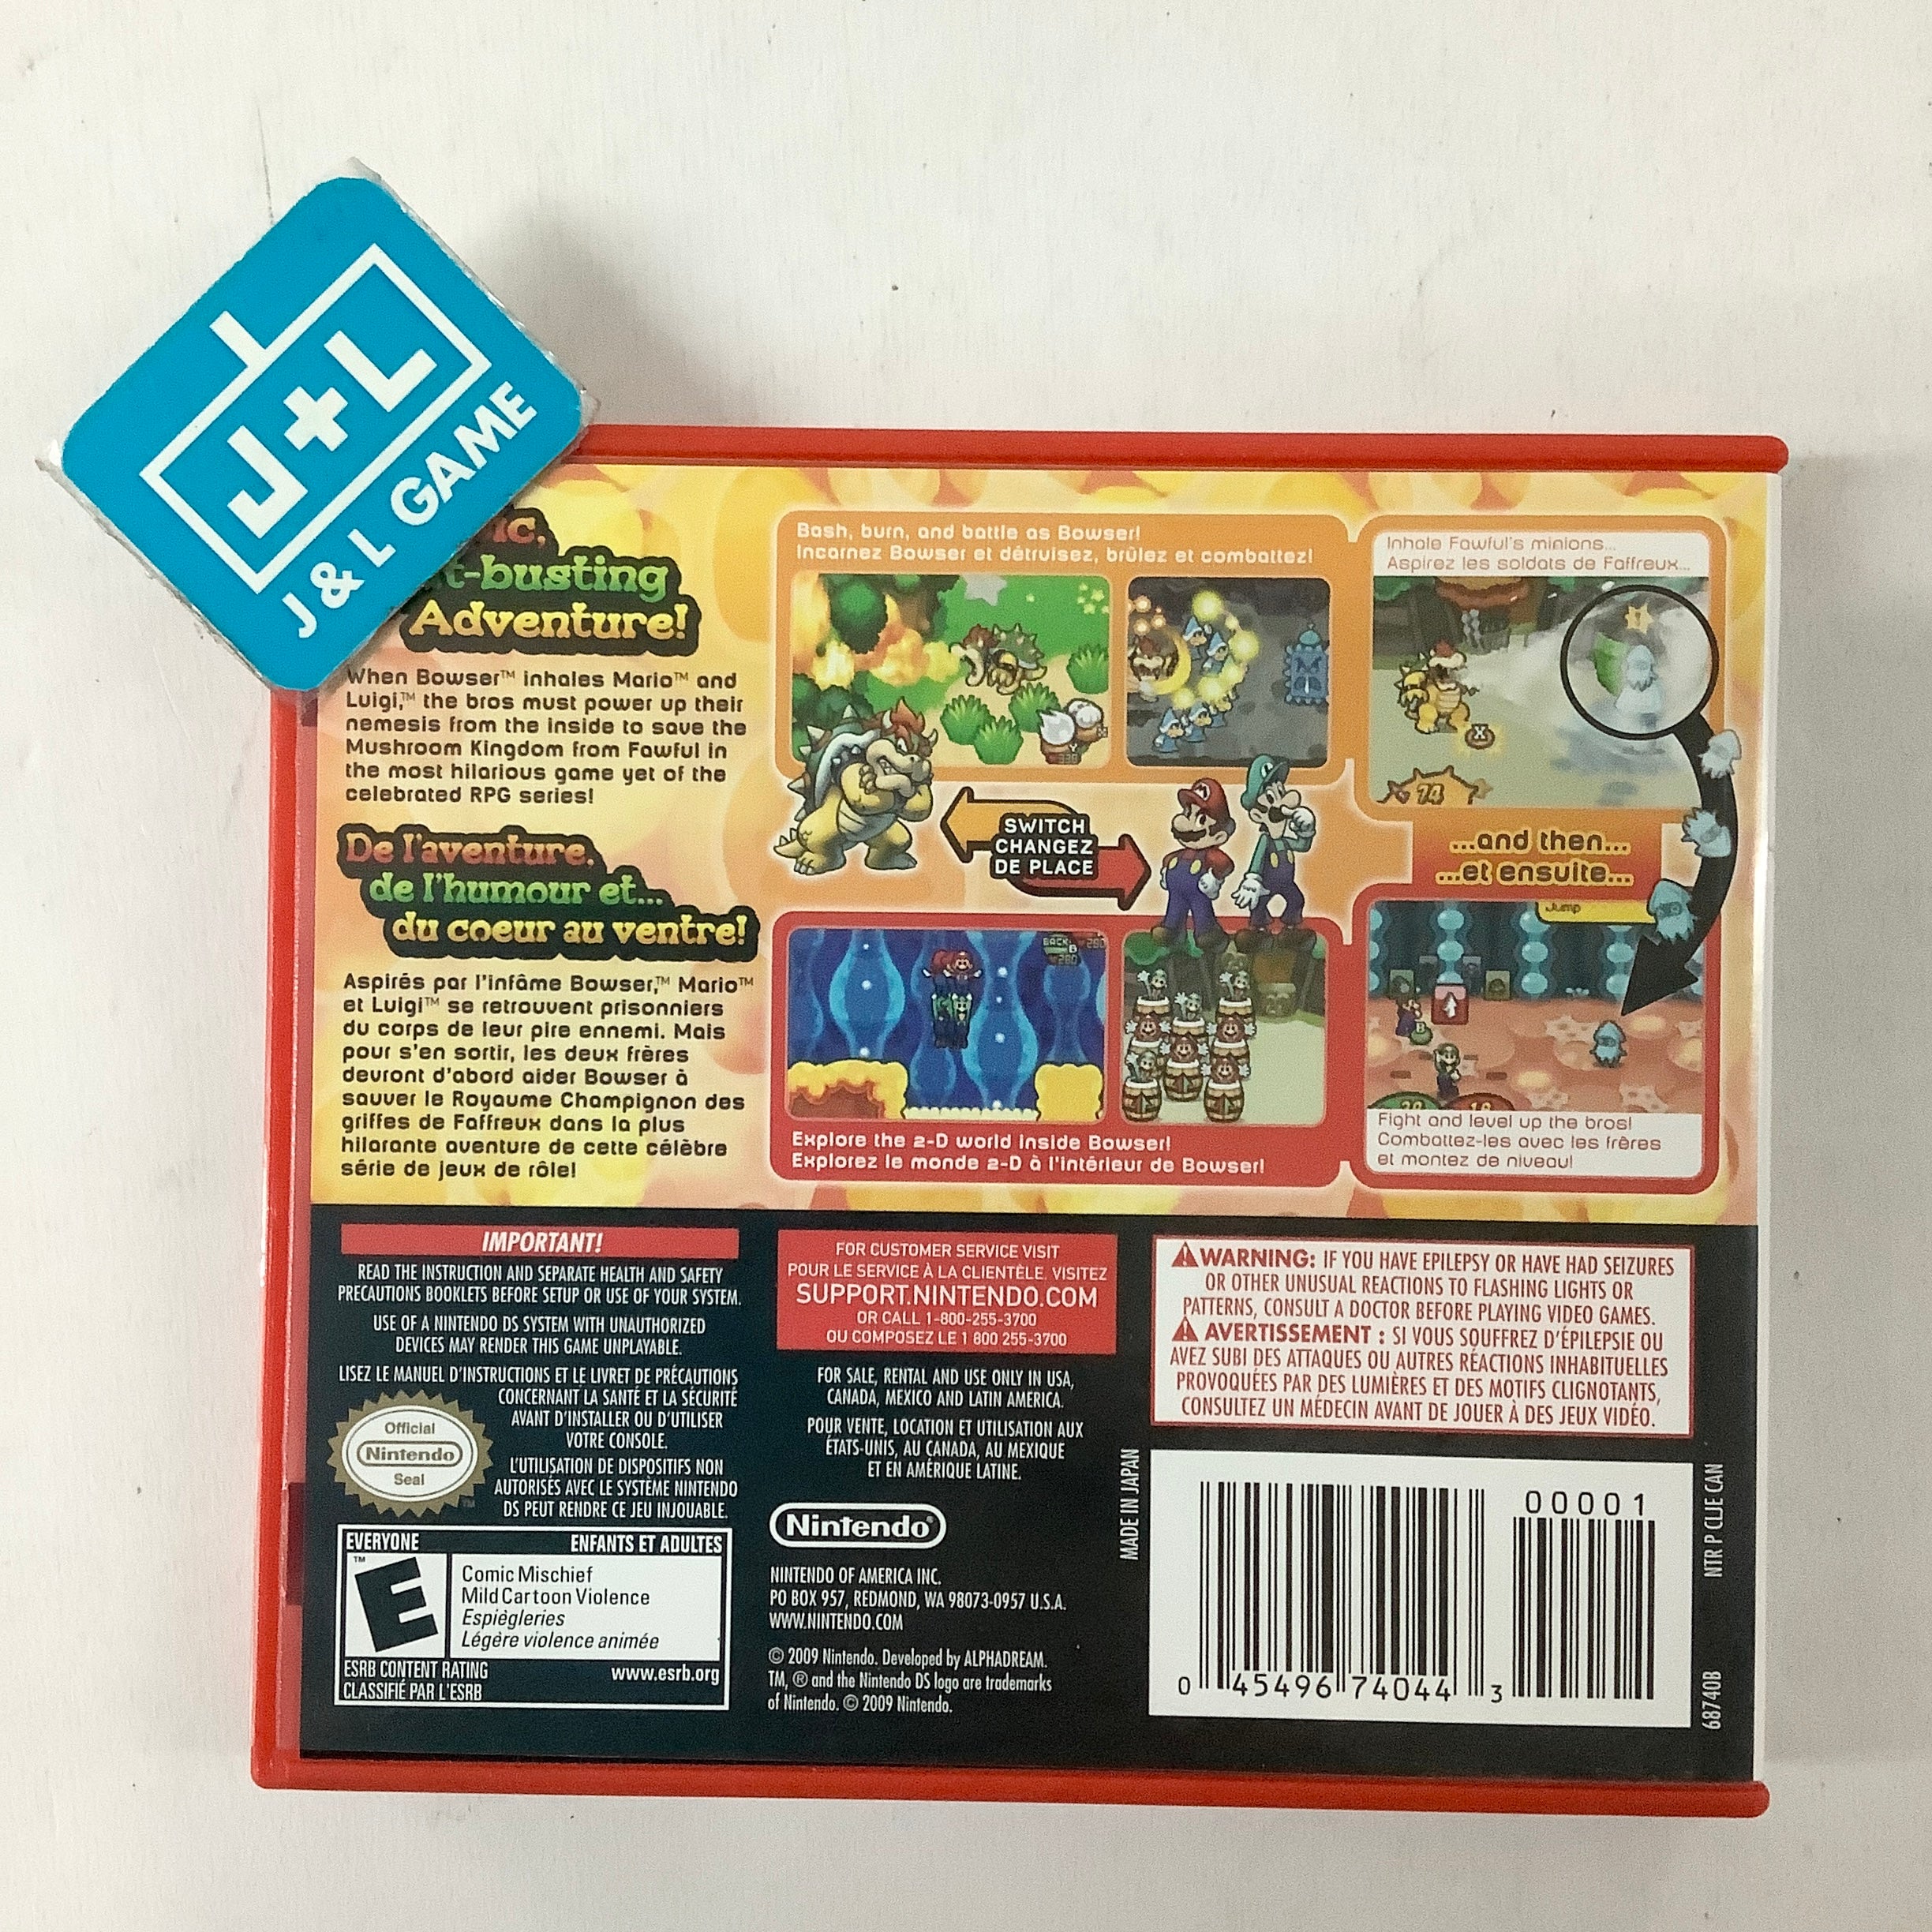 J+L
J & L GAME
Adventure!
When Bowser™ inhales Mario™ and
Luigi,™ the bros must power up their
nemesis from the inside to save the
Mushroom Kingdom from Fawful in
the most hilarious game yet of the
celebrated RPG series!
De l'aventure,
de l'humour et...
du coeur au ventre!
Aspirés par l'infâme Bowser,™ Mario™
et Luigi™ se retrouvent prisonniers
du corps de leur pire ennemi. Mais
pour s'en sortir, les deux frères
devront d'abord aider Bowser à
sauver le Royaume Champignon des
griffes de Faffreux dans la plus
hilarante aventure de cette célèbre
série de jeux de rôle!
Bash, burn, and battle as Bowser!
Incarnez Bowser et détruisez, brûlez et combattez!
SWITCH
CHANGEZ
DE PLACE
BACK
B
280
280
Explore the 2-D world inside Bowser!
Explorez le monde 2-D à l'intérieur de Bowser!
Inhale Fawful's minions...
Aspirez les soldats de Faffreux...
X
74
...and then...
...et ensuite...
Jump
Fight and level up the bros!
Combattez-les avec les frères
et montez de niveau!
IMPORTANT!
READ THE INSTRUCTION AND SEPARATE HEALTH AND SAFETY
PRECAUTIONS BOOKLETS BEFORE SETUP OR USE OF YOUR SYSTEM.
USE OF A NINTENDO DS SYSTEM WITH UNAUTHORIZED
DEVICES MAY RENDER THIS GAME UNPLAYABLE.
LISEZ LE MANUEL D'INSTRUCTIONS ET LE LIVRET DE PRÉCAUTIONS
CONCERNANT LA SANTÉ ET LA SÉCURITÉ
AVANT D'INSTALLER OU D'UTILISER
VOTRE CONSOLE.
L'UTILISATION DE DISPOSITIFS NON
AUTORISÉS AVEC LE SYSTÈME NINTENDO
DS PEUT RENDRE CE JEU INJOUABLE.
Official
Nintendo
Seal
™
EVERYONE ENFANTS ET ADULTES
™
E
Comic Mischief
Mild Cartoon Violence
Espiègleries
Légère violence animée
ESRB CONTENT RATING www.esrb.org
CLASSIFIÉ PAR L'ESRB
FOR CUSTOMER SERVICE VISIT
POUR LE SERVICE À LA CLIENTÈLE, VISITEZ
SUPPORT.NINTENDO.COM
OR CALL 1-800-255-3700
OU COMPOSEZ LE 1 800 255-3700
FOR SALE, RENTAL AND USE ONLY IN USA,
CANADA, MEXICO AND LATIN AMERICA.
POUR VENTE, LOCATION ET UTILISATION AUX
ÉTATS-UNIS, AU CANADA, AU MEXIQUE
ET EN AMÉRIQUE LATINE.
Nintendo®
NINTENDO OF AMERICA INC.
PO BOX 957, REDMOND, WA 98073-0957 U.S.A.
WWW.NINTENDO.COM
© 2009 Nintendo. Developed by ALPHADREAM.
TM, ® and the Nintendo DS logo are trademarks
of Nintendo. © 2009 Nintendo.
WARNING: IF YOU HAVE EPILEPSY OR HAVE HAD SEIZURES
OR OTHER UNUSUAL REACTIONS TO FLASHING LIGHTS OR
PATTERNS, CONSULT A DOCTOR BEFORE PLAYING VIDEO GAMES.
AVERTISSEMENT : SI VOUS SOUFFREZ D'ÉPILEPSIE OU
AVEZ SUBI DES ATTAQUES OU AUTRES RÉACTIONS INHABITUELLES
PROVOQUÉES PAR DES LUMIÈRES ET DES MOTIFS CLIGNOTANTS,
CONSULTEZ UN MÉDECIN AVANT DE JOUER À DES JEUX VIDÉO.
MADE IN JAPAN
00001
0 45496 74044 3
NTR P CLJE CAN
68740B